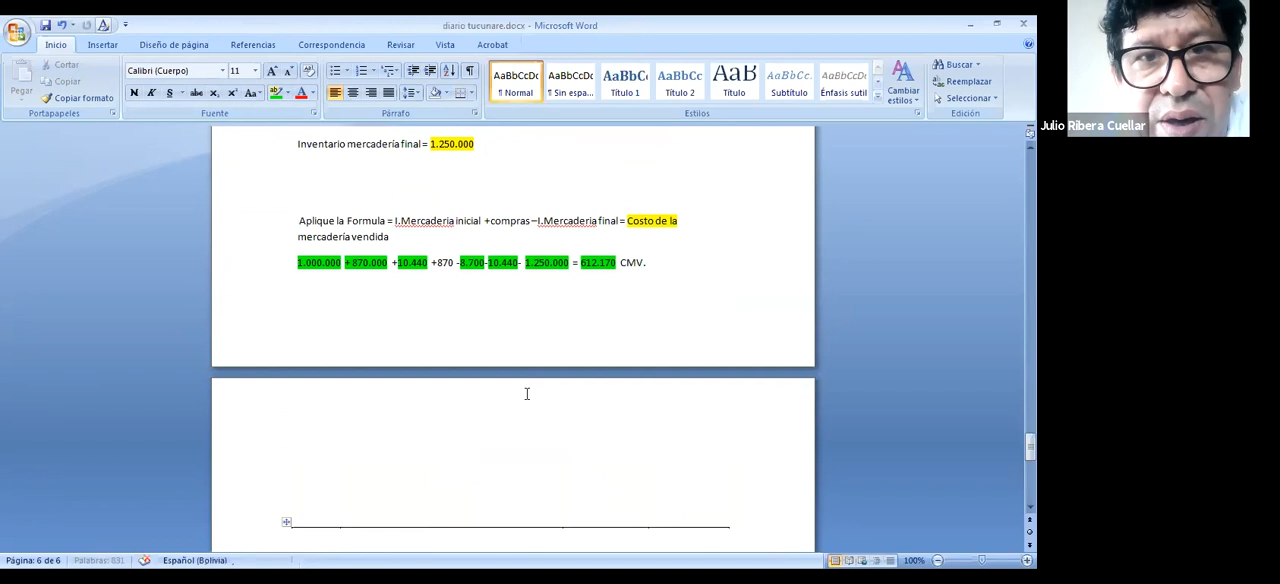 diario tucunare.docx - Microsoft Word
Inicio Insertar Diseño de página Referencias Correspondencia Revisar Vista Acrobat
Pegar
Cortar
Copiar
Copiar formato
Portapapeles
Calibri (Cuerpo) 11
N K S abc x₂ x² Aa
Fuente
Párrafo
AaBbCcDc AaBbCcDc AaBbC AaBbCc AaB AaBbCc. AaBbCcDc
¶ Normal ¶ Sin espa... Título 1 Título 2 Título Subtítulo Énfasis sutil
Cambiar estilos
Estilos
Buscar
Reemplazar
Seleccionar
Edición
Julio Ribera Cuellar
Inventario mercadería final = 1.250.000
Aplique la Formula = I.Mercaderia inicial +compras –I.Mercaderia final = Costo de la
mercadería vendida
1.000.000 + 870.000 +10.440 +870 -8.700-10.440- 1.250.000 = 612.170 CMV.
Página: 6 de 6 Palabras: 831 Español (Bolivia) 100%